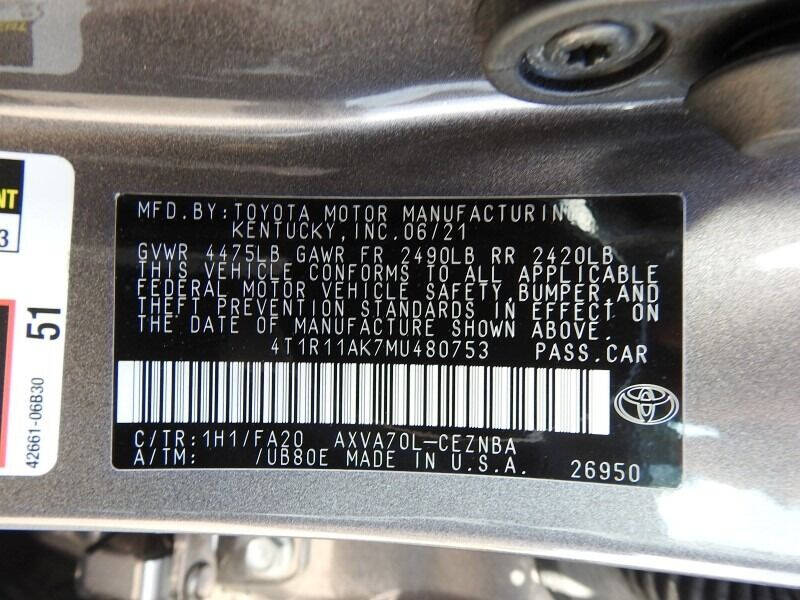 NT
3
51
42661-06B30
MFD.BY:TOYOTA MOTOR MANUFACTURING
KENTUCKY,INC.06/21
GVWR 4475LB GAWR FR 2490LB RR 2420LB
THIS VEHICLE CONFORMS TO ALL APPLICABLE
FEDERAL MOTOR VEHICLE SAFETY,BUMPER,AND
THEFT PREVENTION STANDARDS IN EFFECT ON
THE DATE OF MANUFACTURE SHOWN ABOVE.
4T1R11AK7MU480753 PASS.CAR
C/TR:1H1/FA20 AXVA70L-CEZNBA
A/TM: /UB80E MADE IN U.S.A. 26950